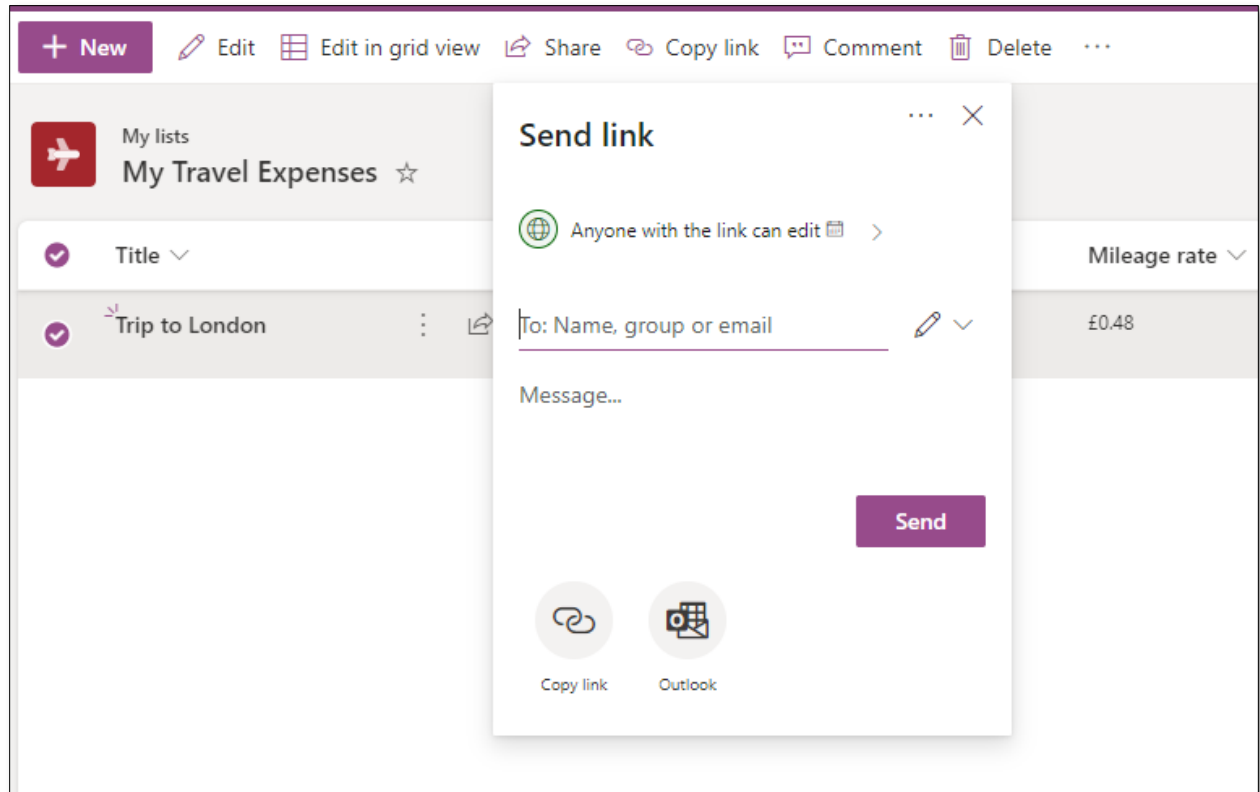 New Edit Edit in grid view Share Copy link Comment Delete
My lists
My Travel Expenses
Send link
Anyone with the link can edit
Title
Mileage rate
Trip to London
To: Name, group or email
£0.48
Message...
Send
Copy link
Outlook